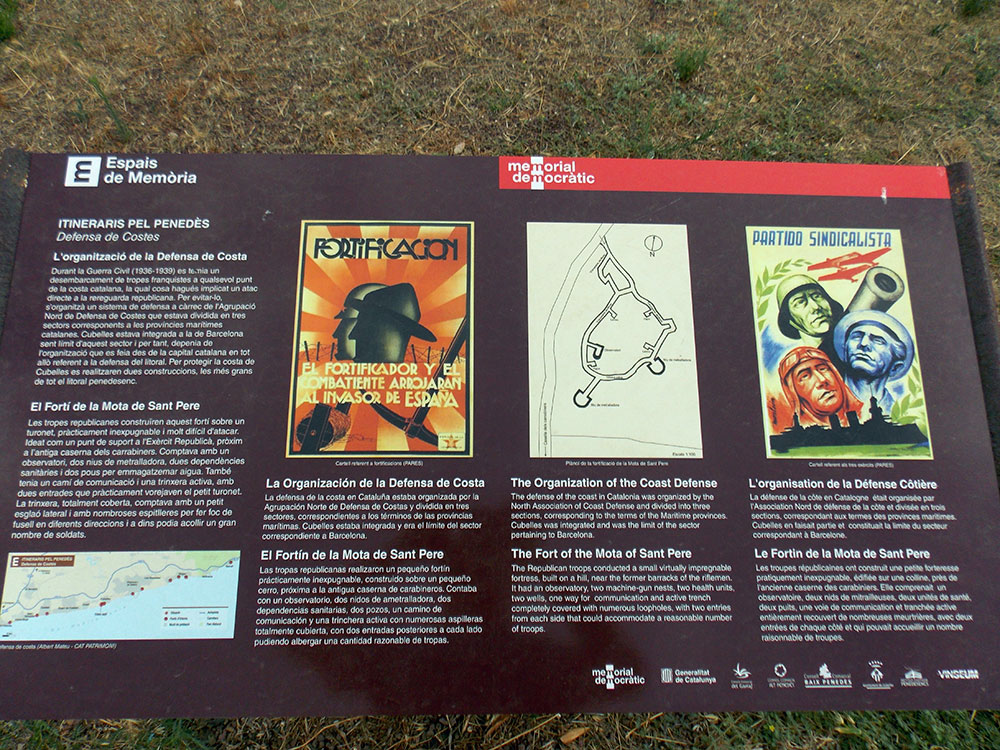 Espais
de Memòria
memorial
democràtic
ITINERARIS PEL PENEDÈS
Defensa de Costes
L'organització de la Defensa de Costa
Durant la Guerra Civil (1936-1939) es temia un
desembarcament de tropes franquistes a qualsevol punt
de la costa catalana, la qual cosa hagués implicat un atac
directe a la rereguarda republicana. Per evitar-lo,
s'organitzà un sistema de defensa a càrrec de l'Agrupació
Nord de Defensa de Costes que estava dividida en tres
sectors corresponents a les províncies marítimes
catalanes. Cubelles estava integrada a la de Barcelona
sent límit d'aquest sector i per tant, depenia de
l'organització que es feia des de la capital catalana en tot
allò referent a la defensa del litoral. Per protegir la costa de
Cubelles es realitzaren dues construccions, les més grans
de tot el litoral penedesenc.
El Fortí de la Mota de Sant Pere
Les tropes republicanes construïren aquest fortí sobre un
turonet, pràcticament inexpugnable i molt difícil d'atacar.
Ideat com un punt de suport a l'Exèrcit Republicà, pròxim
a l'antiga caserna dels carrabiners. Comptava amb un
observatori, dos nius de metralladora, dues dependències
sanitàries i dos pous per emmagatzemar aigua. També
tenia un camí de comunicació i una trinxera activa, amb
dues entrades que pràcticament vorejaven el petit turonet.
La trinxera, totalment coberta, comptava amb un petit
esglaó lateral i amb nombroses espitlleres per fer foc de
fusell en diferents direccions i a dins podia acollir un gran
nombre de soldats.
E ITINERARIS PEL PENEDÈS
Defensa de Costes
defensa de costa (Albert Mateu - CAT PATRIMONI)
FORTIFICACION
EL FORTIFICADOR Y EL
COMBATIENTE ARROJARAN
AL INVASOR DE ESPAÑA
Cartell referent a fortificacions (PARES)
La Organización de la Defensa de Costa
La defensa de la costa en Cataluña estaba organizada por la
Agrupación Norte de Defensa de Costas y dividida en tres
sectores, correspondientes a los términos de las provincias
marítimas. Cubelles estaba integrada y era el límite del sector
correspondiente a Barcelona.
El Fortín de la Mota de Sant Pere
Las tropas republicanas realizaron un pequeño fortín
prácticamente inexpugnable, construido sobre un pequeño
cerro, próximo a la antigua caserna de carabineros. Contaba
con un observatorio, dos nidos de ametralladora, dos
dependencias sanitarias, dos pozos, un camino de
comunicación y una trinchera activa con numerosas aspilleras
totalmente cubierta, con dos entradas posteriores a cada lado
pudiendo albergar una cantidad razonable de tropas.
N
Observatori
Niu de metralladora
Niu de metralladora
Escala 1:100
Plànol de la fortificació de la Mota de Sant Pere
The Organization of the Coast Defense
The defense of the coast in Catalonia was organized by the
North Association of Coast Defense and divided into three
sections, corresponding to the terms of the Maritime provinces.
Cubelles was integrated and was the limit of the sector
pertaining to Barcelona.
The Fort of the Mota of Sant Pere
The Republican troops conducted a small virtually impregnable
fortress, built on a hill, near the former barracks of the riflemen.
It had an observatory, two machine-gun nests, two health units,
two wells, one way for communication and active trench
completely covered with numerous loopholes, with two entries
from each side that could accommodate a reasonable number
of troops.
PARTIDO SINDICALISTA
Cartell referent als tres exèrcits (PARES)
L'organisation de la Défense Côtière
La défense de la côte en Catalogne était organisée par
l'Association Nord de défense de la côte et divisée en trois
sections, correspondant aux termes des provinces maritimes.
Cubelles en faisait partie et constituait la limite du secteur
correspondant à Barcelone.
Le Fortin de la Mota de Sant Pere
Les troupes républicaines ont construit une petite forteresse
pratiquement inexpugnable, édifiée sur une colline, près de
l'ancienne caserne des carabiniers. Elle comprenait un
observatoire, deux nids de mitrailleuses, deux unités de santé,
deux puits, une voie de communication et tranchée active
entièrement recouvert de nombreuses meurtrières, avec deux
entrées de chaque côté et qui pouvait accueillir un nombre
raisonnable de troupes.
memorial
democràtic
Generalitat
de Catalunya
Consell Comarcal
BAIX PENEDÈS
VINSEUM